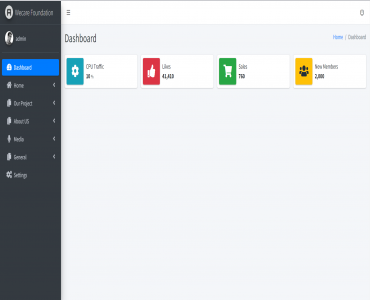 Wecare Foundation
admin
Dashboard
Home
Our Project
About US
Media
General
Settings
Dashboard
Home / Dashboard
CPU Traffic
10 %
Likes
41,410
Sales
760
New Members
2,000